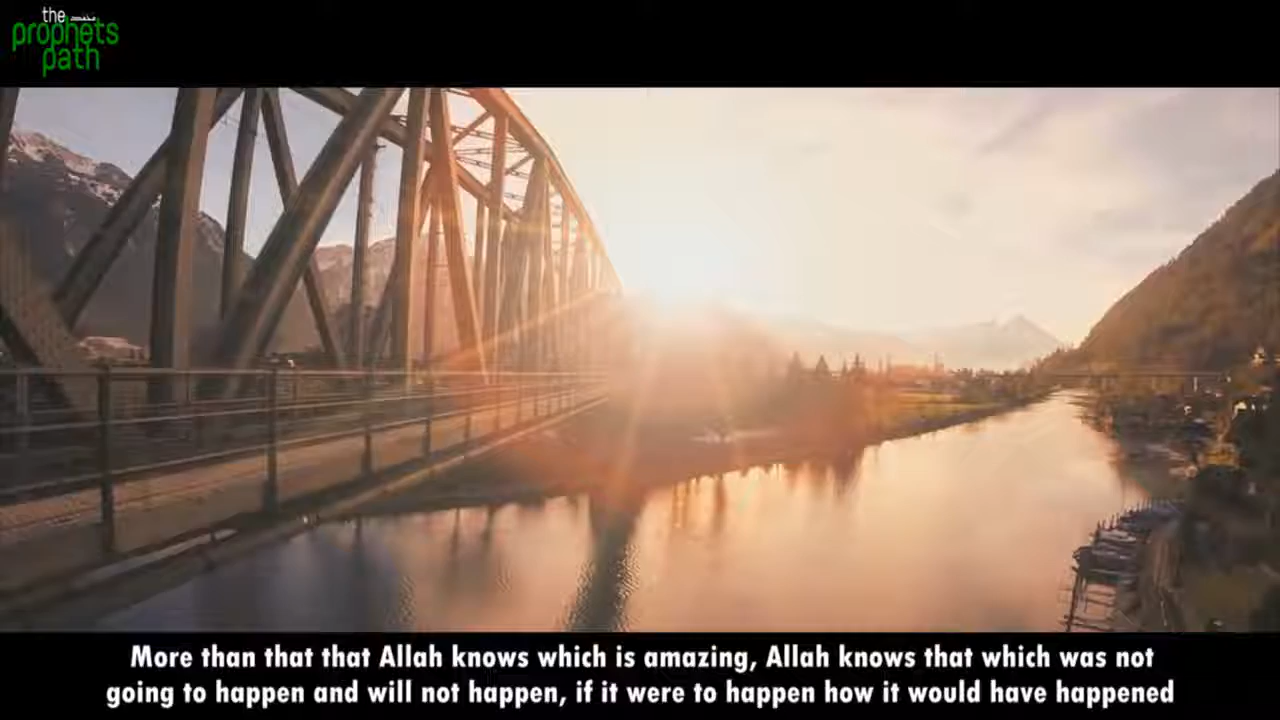 the
prophets
path
More than that that Allah knows which is amazing, Allah knows that which was not
going to happen and will not happen, if it were to happen how it would have happened